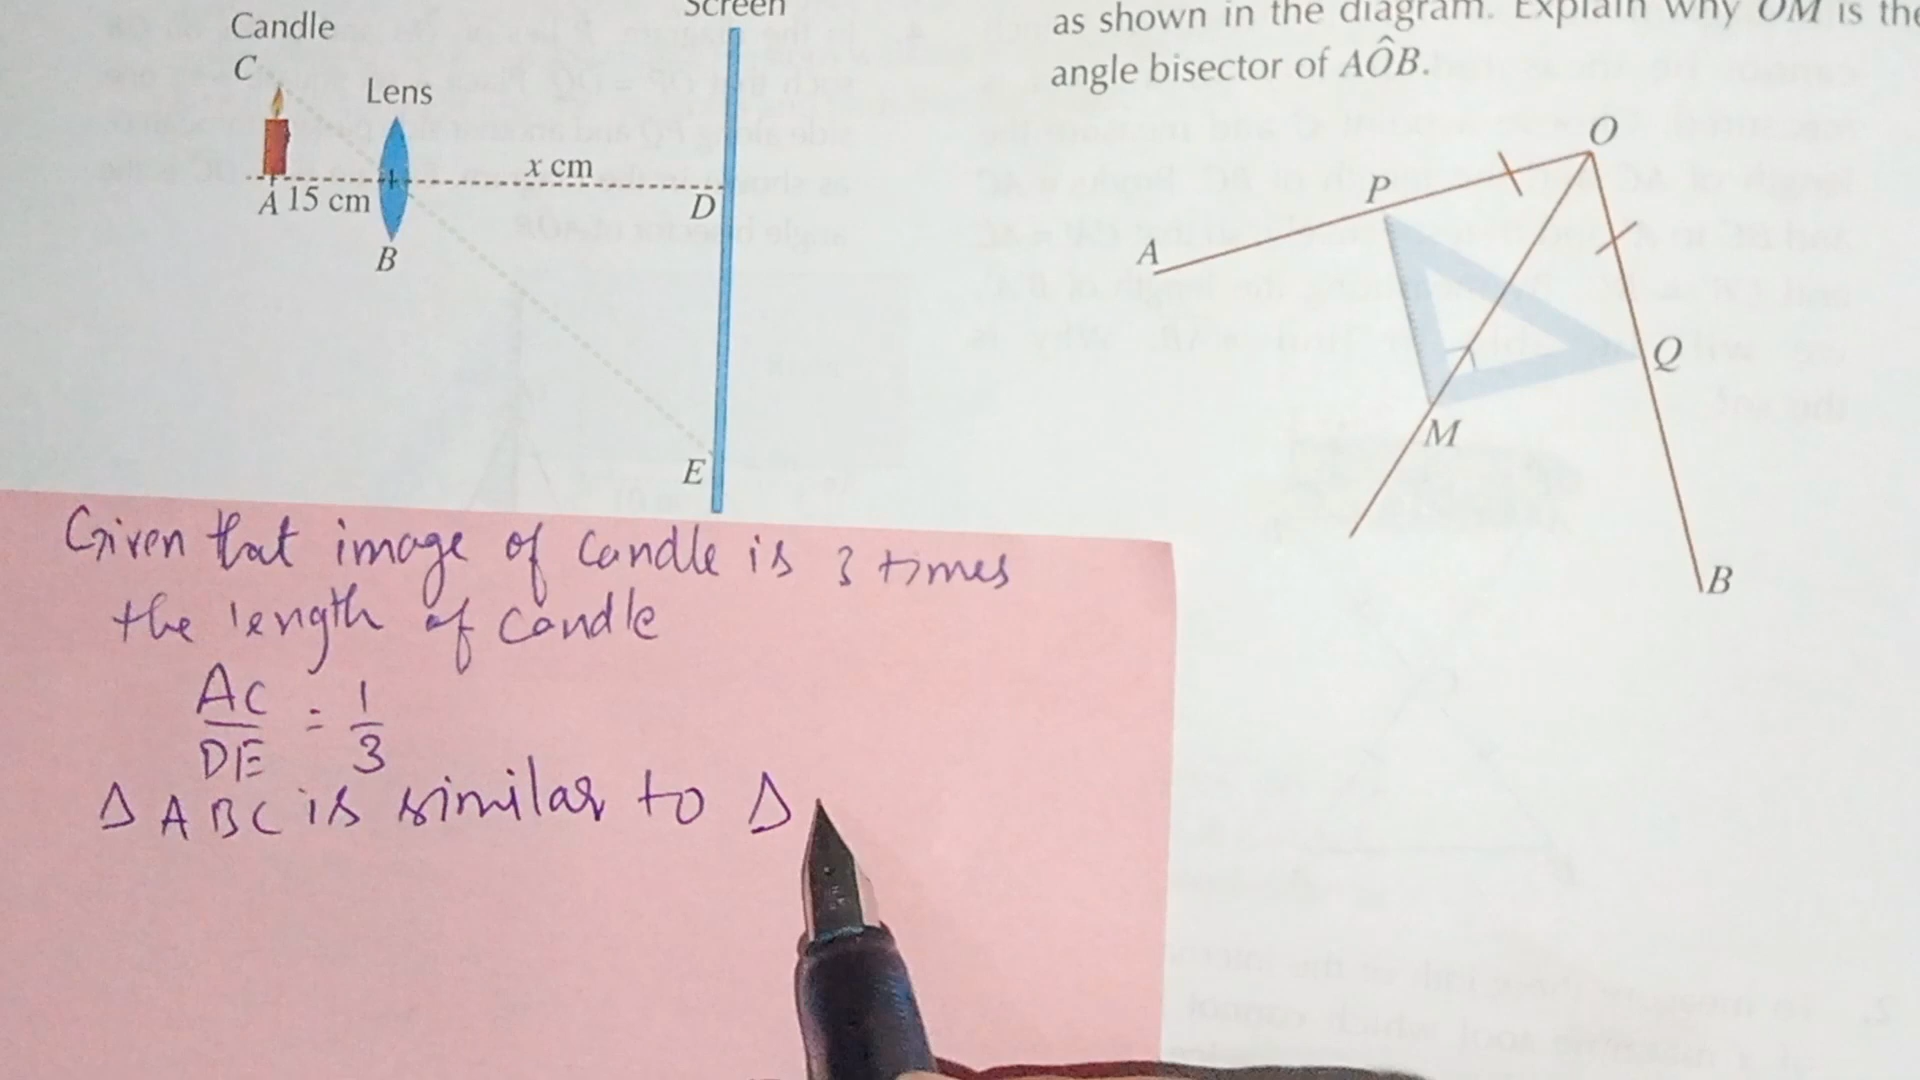 Screen
Candle
C
Lens
x cm
A 15 cm
D
B
E
as shown in the diagram. Explain why OM is the
angle bisector of AÔB.
O
P
A
Q
M
B
Given that image of candle is 3 times
the length of candle
AC/DE = 1/3
Δ ABC is similar to Δ